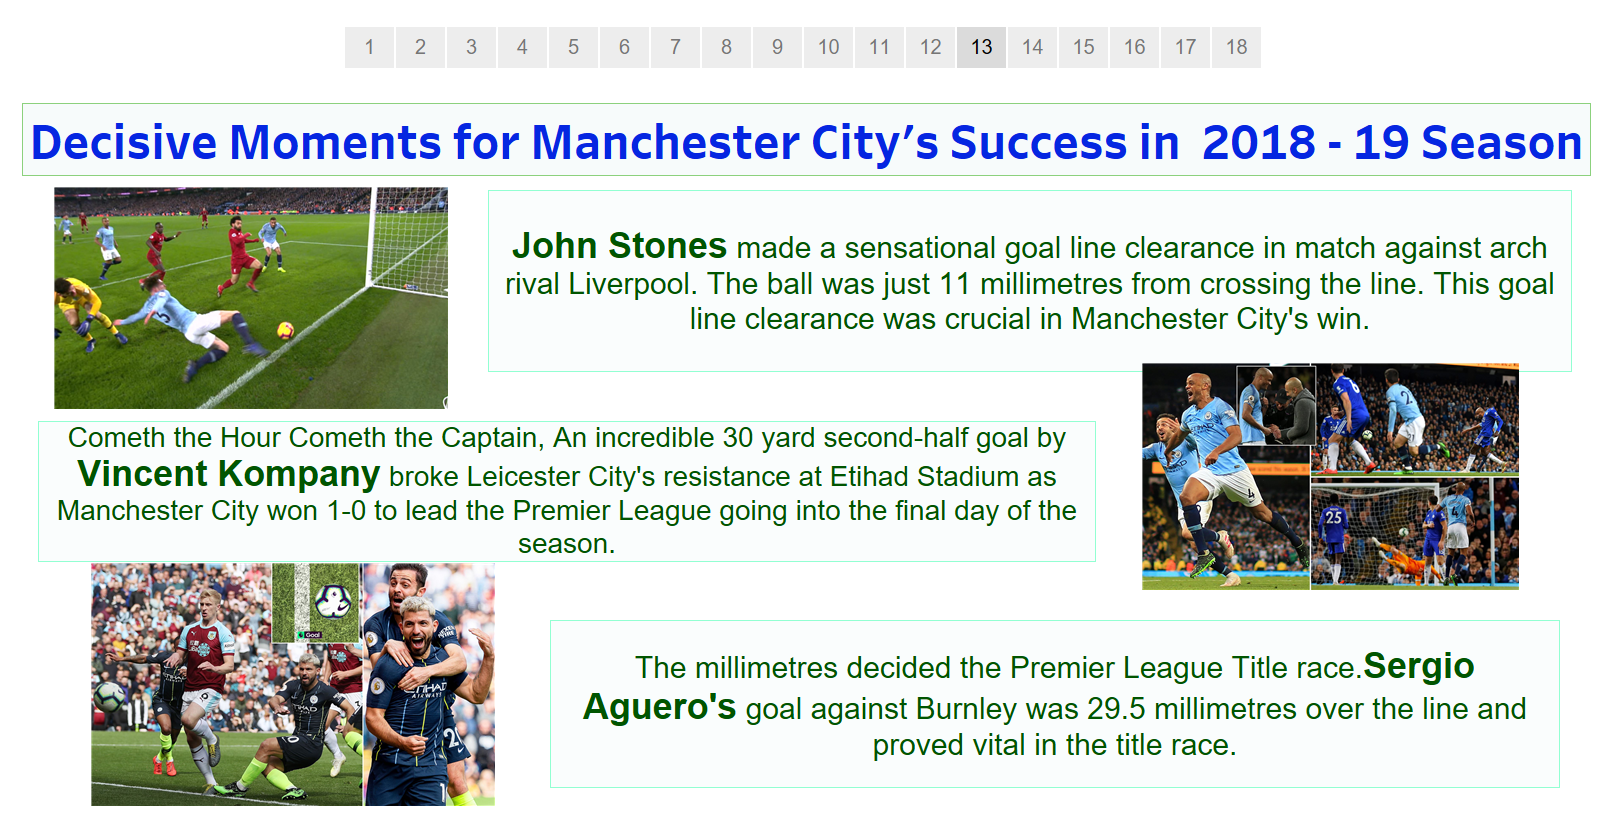 1 2 3 4 5 6 7 8 9 10 11 12 13 14 15 16 17 18
Decisive Moments for Manchester City’s Success in 2018 - 19 Season
John Stones made a sensational goal line clearance in match against arch
rival Liverpool. The ball was just 11 millimetres from crossing the line. This goal
line clearance was crucial in Manchester City's win.
Cometh the Hour Cometh the Captain, An incredible 30 yard second-half goal by
Vincent Kompany broke Leicester City's resistance at Etihad Stadium as
Manchester City won 1-0 to lead the Premier League going into the final day of the
season.
25
4
Goal
ETIHAD
AIRWAYS
The millimetres decided the Premier League Title race.Sergio
Aguero's goal against Burnley was 29.5 millimetres over the line and
proved vital in the title race.